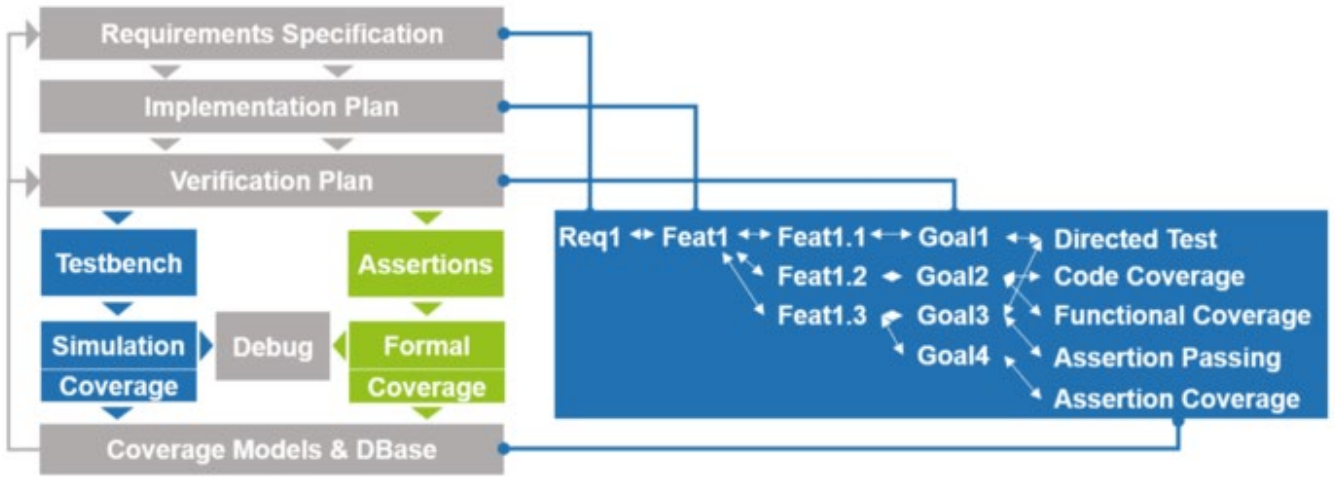 Requirements Specification
Implementation Plan
Verification Plan
Testbench
Assertions
Simulation
Debug
Formal
Coverage
Coverage
Coverage Models & DBase
Req1 Feat1 Feat1.1 Goal1 Directed Test
Feat1.2 Goal2 Code Coverage
Feat1.3 Goal3 Functional Coverage
Goal4 Assertion Passing
Assertion Coverage